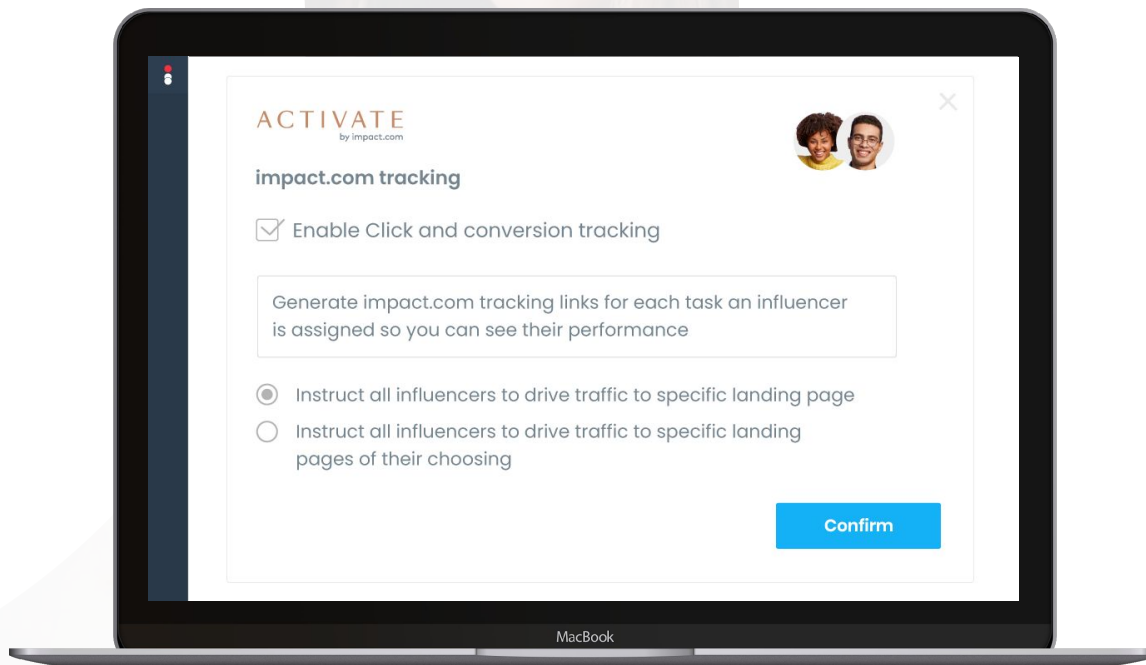 ACTIVATE
by impact.com
impact.com tracking
Enable Click and conversion tracking
Generate impact.com tracking links for each task an influencer
is assigned so you can see their performance
Instruct all influencers to drive traffic to specific landing page
Instruct all influencers to drive traffic to specific landing
pages of their choosing
Confirm
MacBook